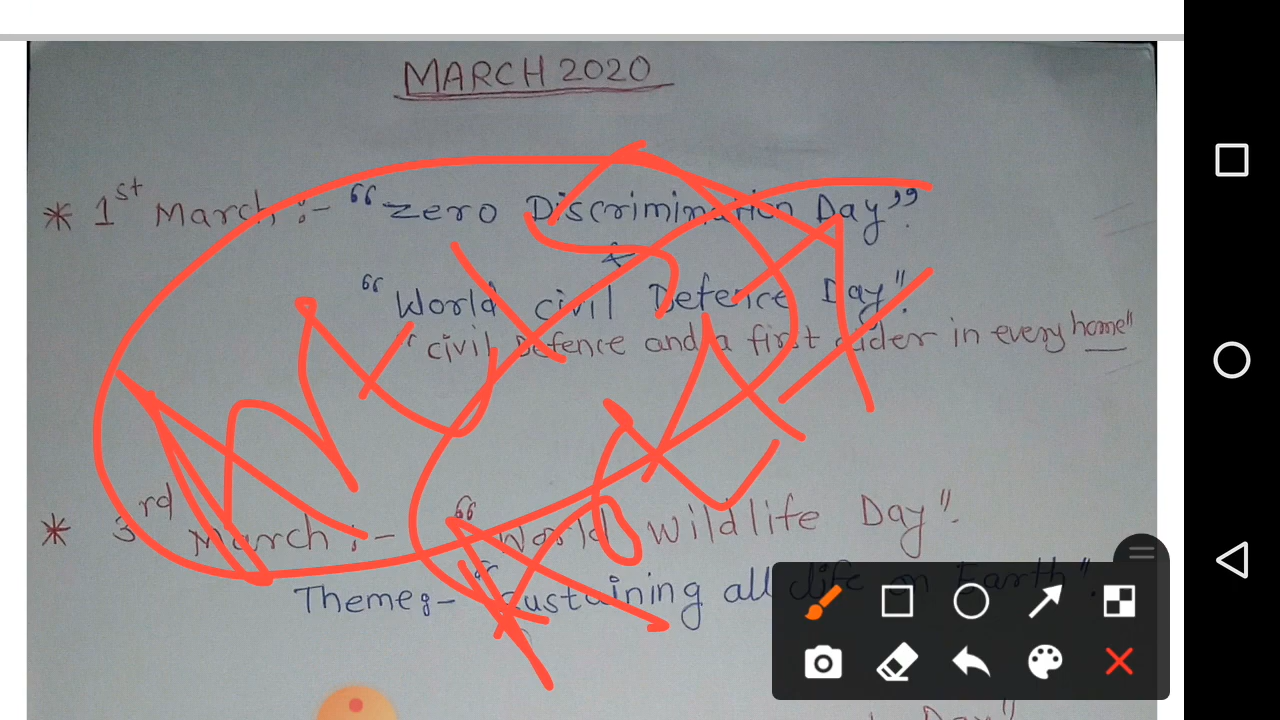 MARCH 2020
* 1st March :- "Zero Discrimination Day".
&
"World civil Defence Day".
"civil Defence and a first aider in every home"
* 3rd March :- "World Wildlife Day".
Theme:- "Sustaining all life on Earth".
Day"